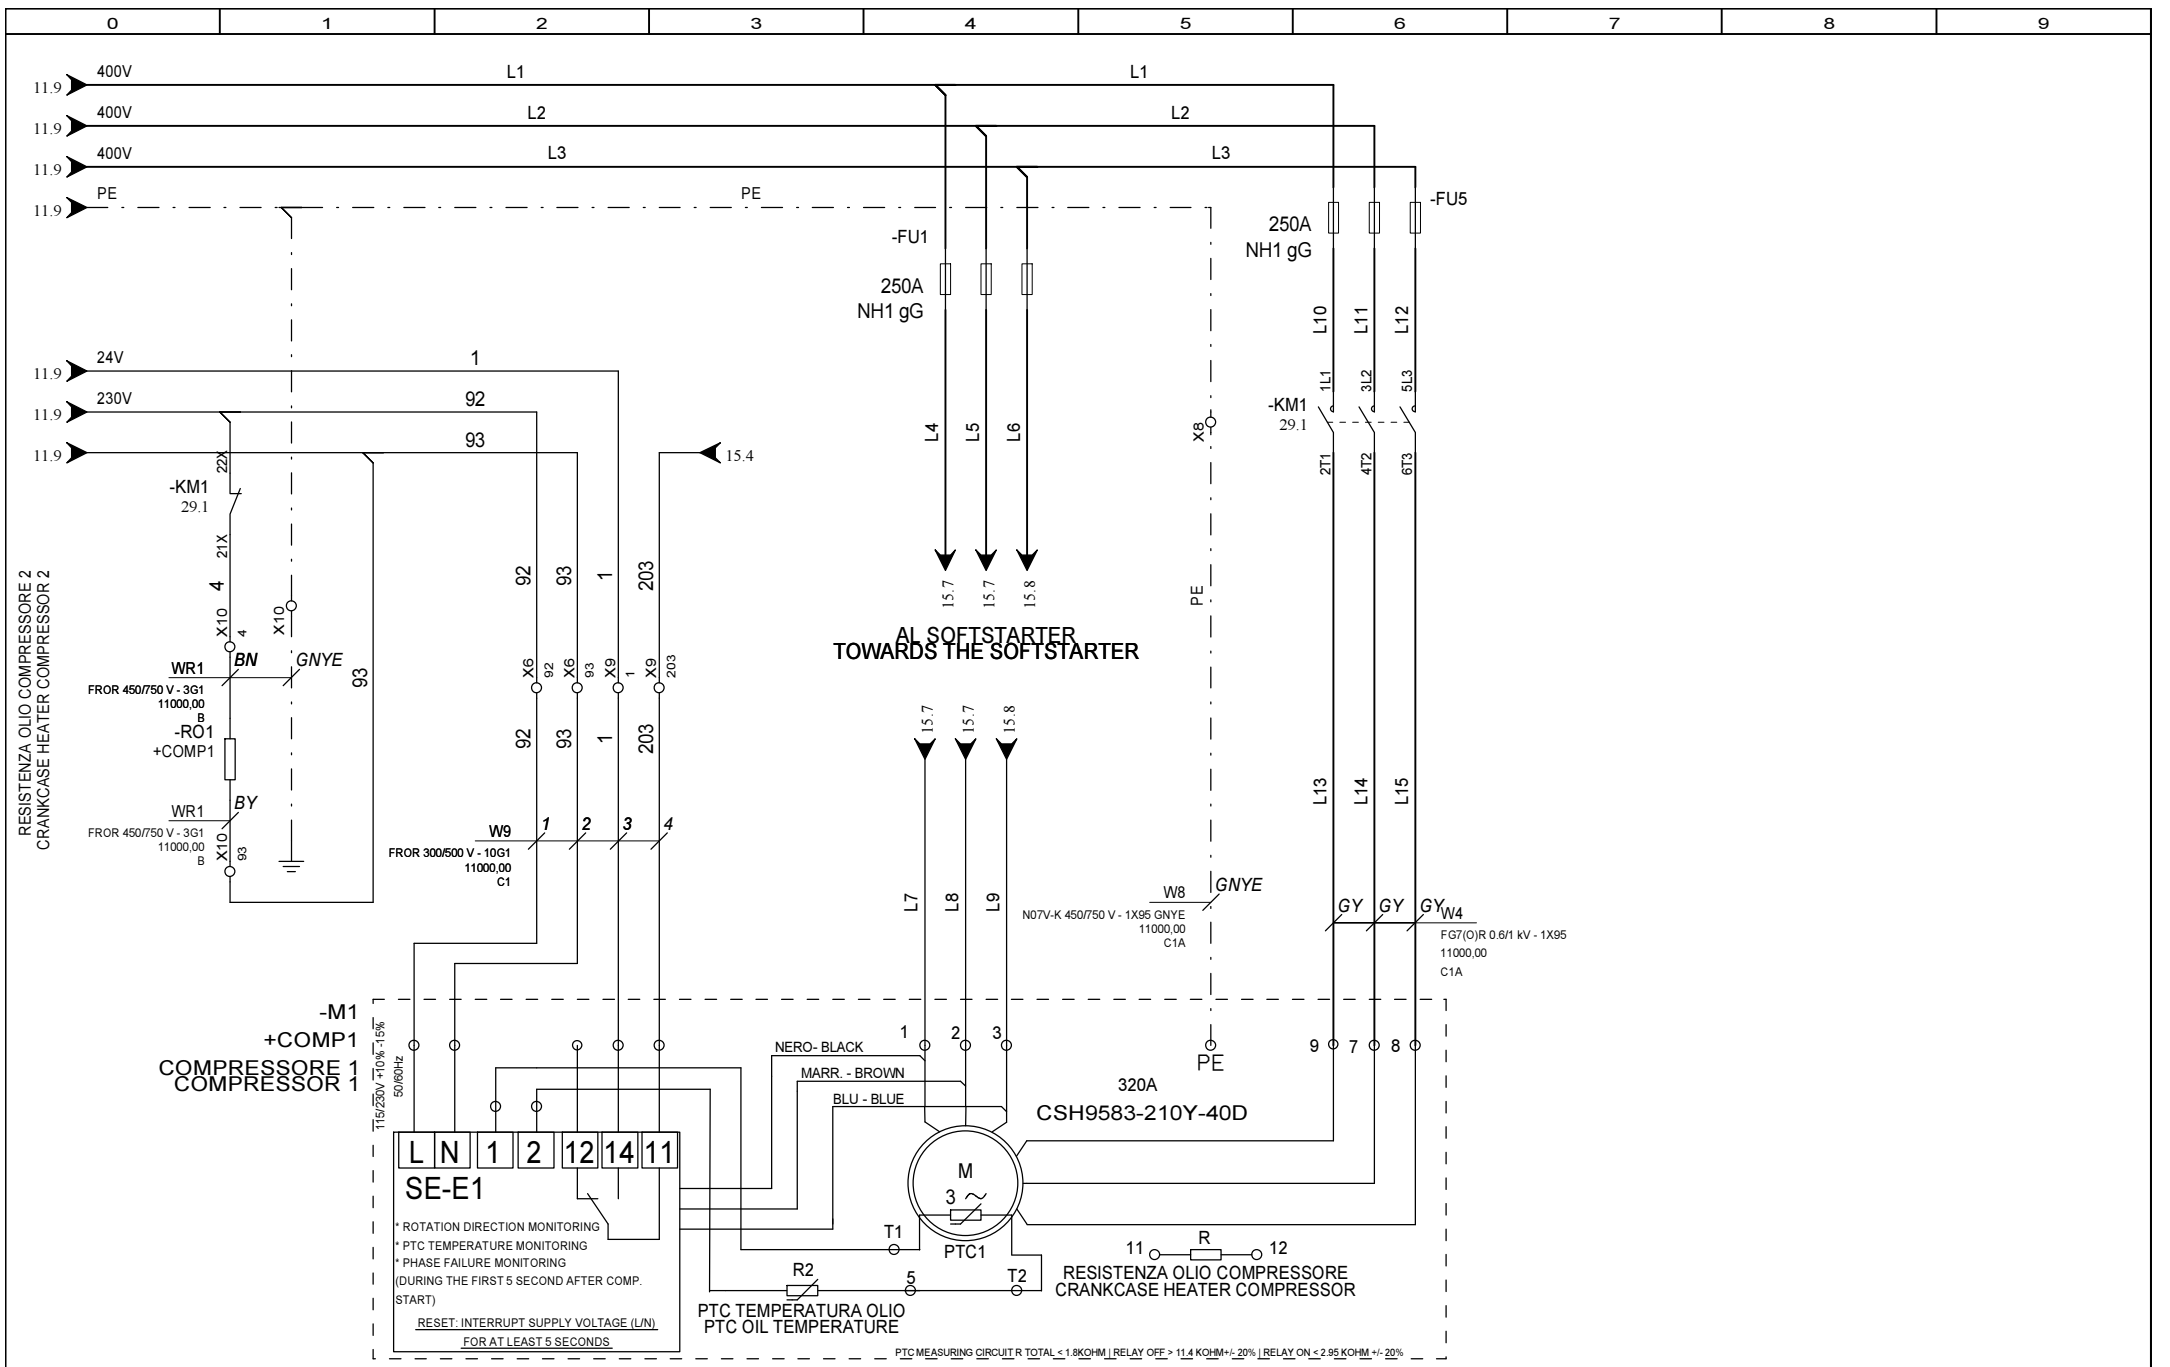 0 1 2 3 4 5 6 7 8 9
400V L1 L1
11.9
400V L2 L2
11.9
400V L3 L3
11.9
PE PE
11.9
-FU5
250A
NH1 gG
-FU1
250A
NH1 gG
L10 L11 L12
24V 1
11.9
230V 92
11.9
93
11.9
15.4
1L1 3L2 5L3
-KM1
29.1
2T1 4T2 6T3
L4 L5 L6
X8
22X
-KM1
29.1
21X
4
X10
4
X10
RESISTENZA OLIO COMPRESSORE 2
CRANKCASE HEATER COMPRESSOR 2
92 93 1 203
15.7 15.7 15.8
PE
AL SOFTSTARTER
TOWARDS THE SOFTSTARTER
WR1 BN GNYE
FROR 450/750 V - 3G1
11000,00
B
93
X6 92 X6 93 X9 1 X9 203
-RO1
+COMP1
92 93 1 203
15.7 15.7 15.8
L13 L14 L15
WR1 BY
FROR 450/750 V - 3G1
11000,00
B
X10 93
W9 1 2 3 4
FROR 300/500 V - 10G1
11000,00
C1
L7 L8 L9
W8 GNYE
N07V-K 450/750 V - 1X95 GNYE
11000,00
C1A
GY GY GY W4
FG7(O)R 0.6/1 kV - 1X95
11000,00
C1A
-M1
+COMP1
COMPRESSORE 1
COMPRESSOR 1
115/230V +10% -15%
50/60Hz
1 2 3
PE
9 7 8
NERO- BLACK
MARR. - BROWN
BLU - BLUE
320A
CSH9583-210Y-40D
L N 1 2 12 14 11
SE-E1
M
3
PTC1
* ROTATION DIRECTION MONITORING
* PTC TEMPERATURE MONITORING
* PHASE FAILURE MONITORING
(DURING THE FIRST 5 SECOND AFTER COMP.
START)
RESET: INTERRUPT SUPPLY VOLTAGE (L/N)
FOR AT LEAST 5 SECONDS
T1
R2 5 T2
PTC TEMPERATURA OLIO
PTC OIL TEMPERATURE
11 R 12
RESISTENZA OLIO COMPRESSORE
CRANKCASE HEATER COMPRESSOR
PTC MEASURING CIRCUIT R TOTAL < 1.8KOHM | RELAY OFF > 11.4 KOHM+/- 20% | RELAY ON < 2.95 KOHM +/- 20%